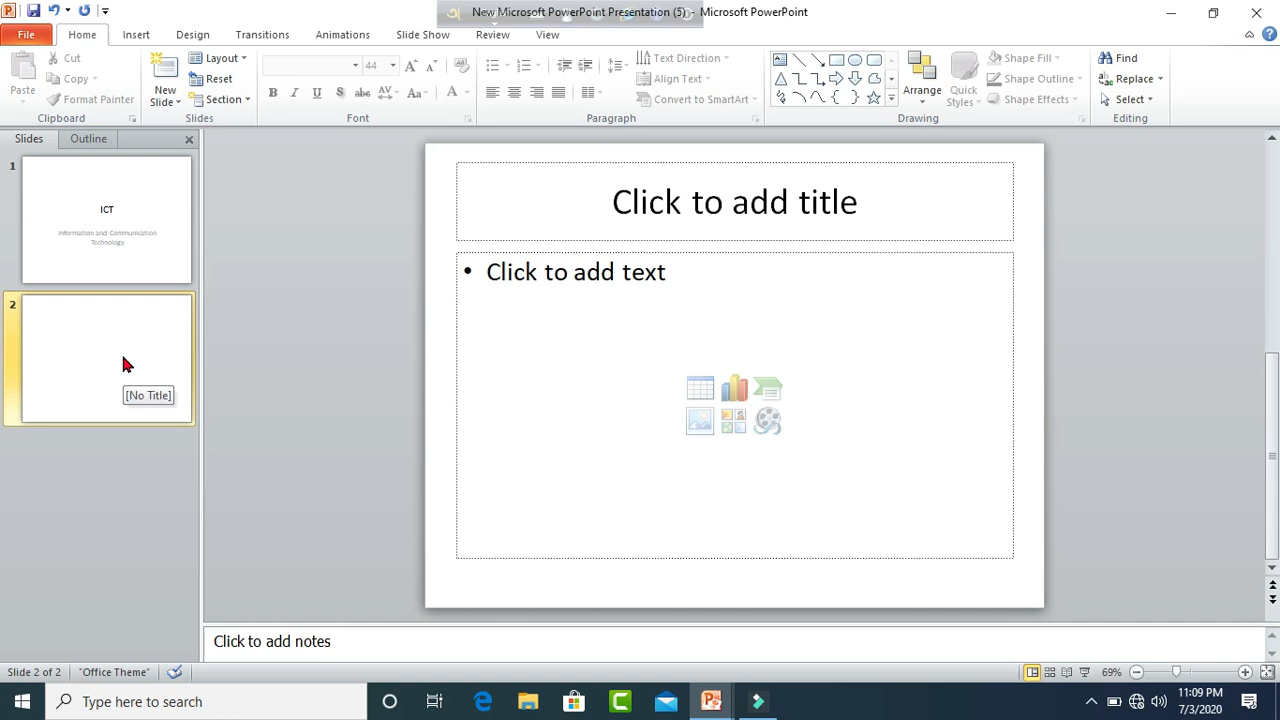 New Microsoft PowerPoint Presentation (5) - Microsoft PowerPoint
File Home Insert Design Transitions Animations Slide Show Review View
Paste
Cut
Copy
Format Painter
Clipboard
New Slide
Layout
Reset
Section
Slides
44
Font
Text Direction
Align Text
Convert to SmartArt
Paragraph
Arrange
Quick Styles
Shape Fill
Shape Outline
Shape Effects
Drawing
Find
Replace
Select
Editing
Slides Outline
1
ICT
Information and Communication
Technology
2
[No Title]
Click to add title
• Click to add text
Click to add notes
Slide 2 of 2 "Office Theme" 69%
Type here to search
11:09 PM
7/3/2020